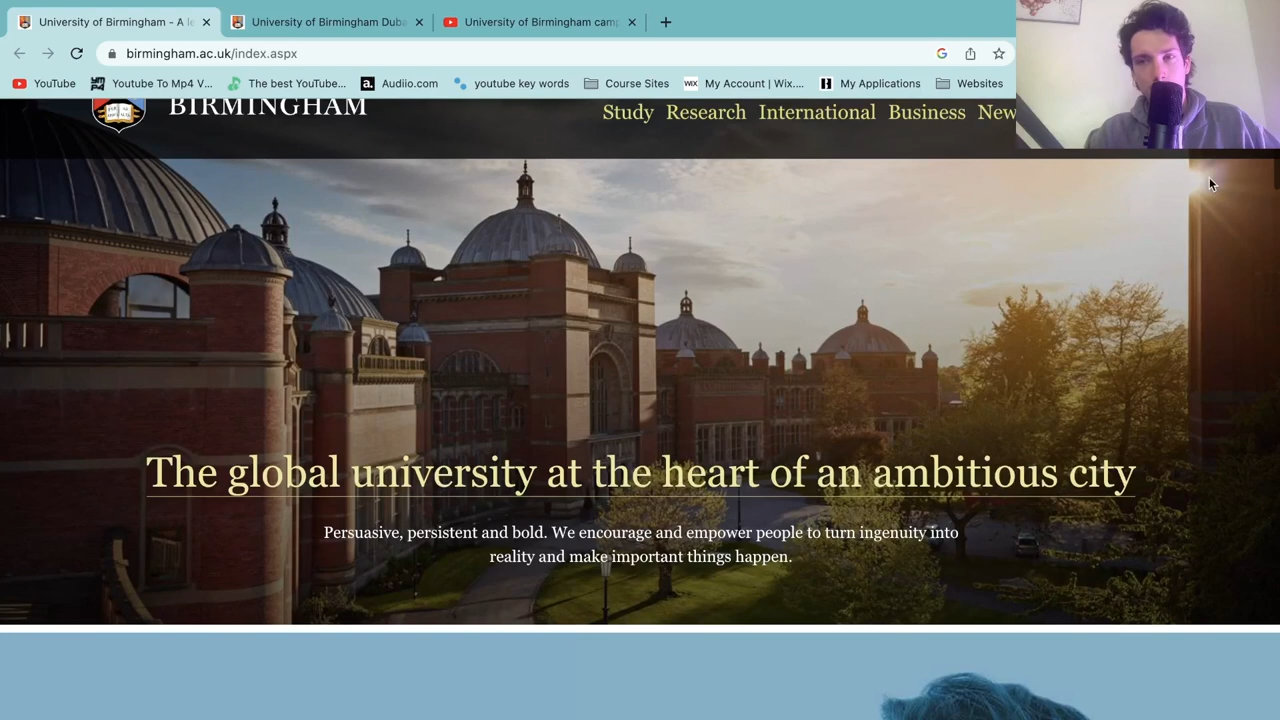 University of Birmingham - A le
University of Birmingham Duba
University of Birmingham camp
birmingham.ac.uk/index.aspx
YouTube
Youtube To Mp4 V...
The best YouTube...
a. Audiio.com
youtube key words
Course Sites
WiX My Account | Wix....
My Applications
Websites
BIRMINGHAM
Study Research International Business New
The global university at the heart of an ambitious city
Persuasive, persistent and bold. We encourage and empower people to turn ingenuity into
reality and make important things happen.